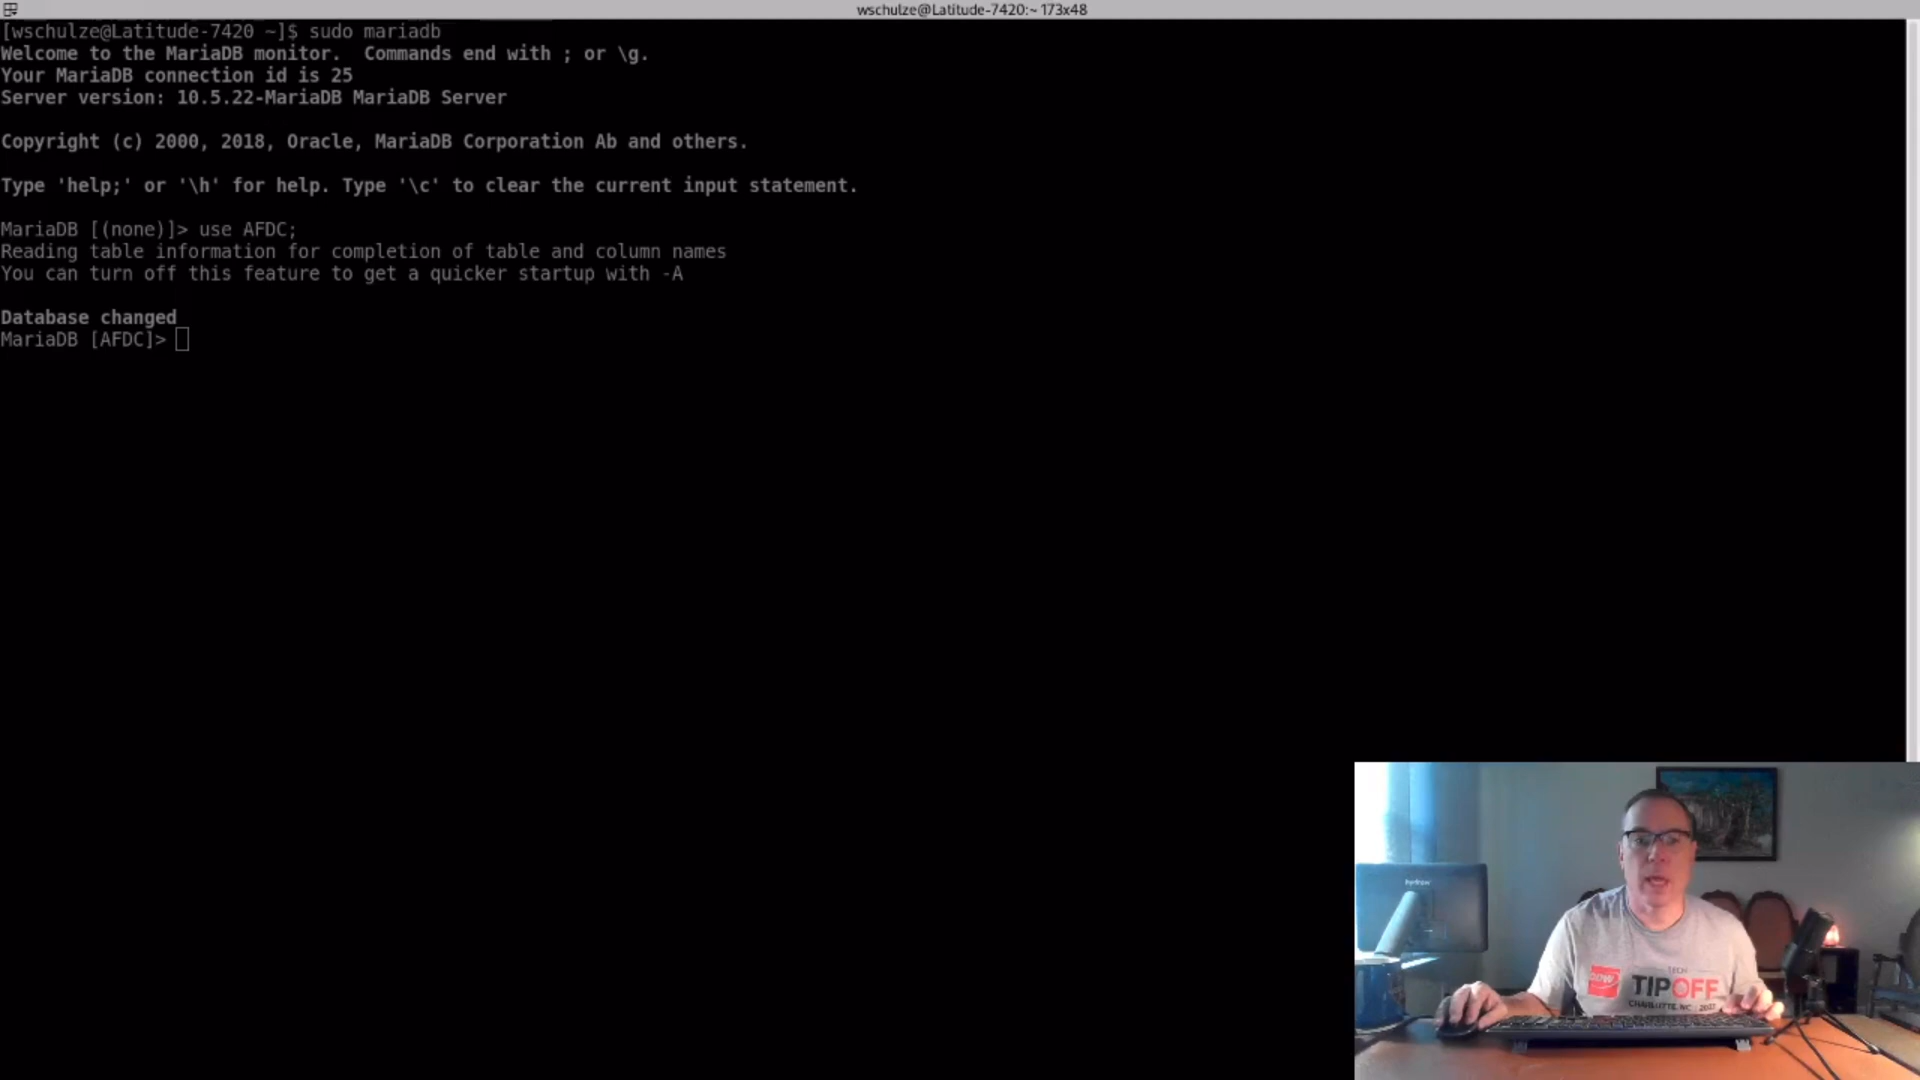 wschulze@Latitude-7420:~ 173x48
[wschulze@Latitude-7420 ~]$ sudo mariadb
Welcome to the MariaDB monitor.  Commands end with ; or \g.
Your MariaDB connection id is 25
Server version: 10.5.22-MariaDB MariaDB Server
Copyright (c) 2000, 2018, Oracle, MariaDB Corporation Ab and others.
Type 'help;' or '\h' for help. Type '\c' to clear the current input statement.
MariaDB [(none)]> use AFDC;
Reading table information for completion of table and column names
You can turn off this feature to get a quicker startup with -A
Database changed
MariaDB [AFDC]>
TECH
TIPOFF
CHARLOTTE, NC